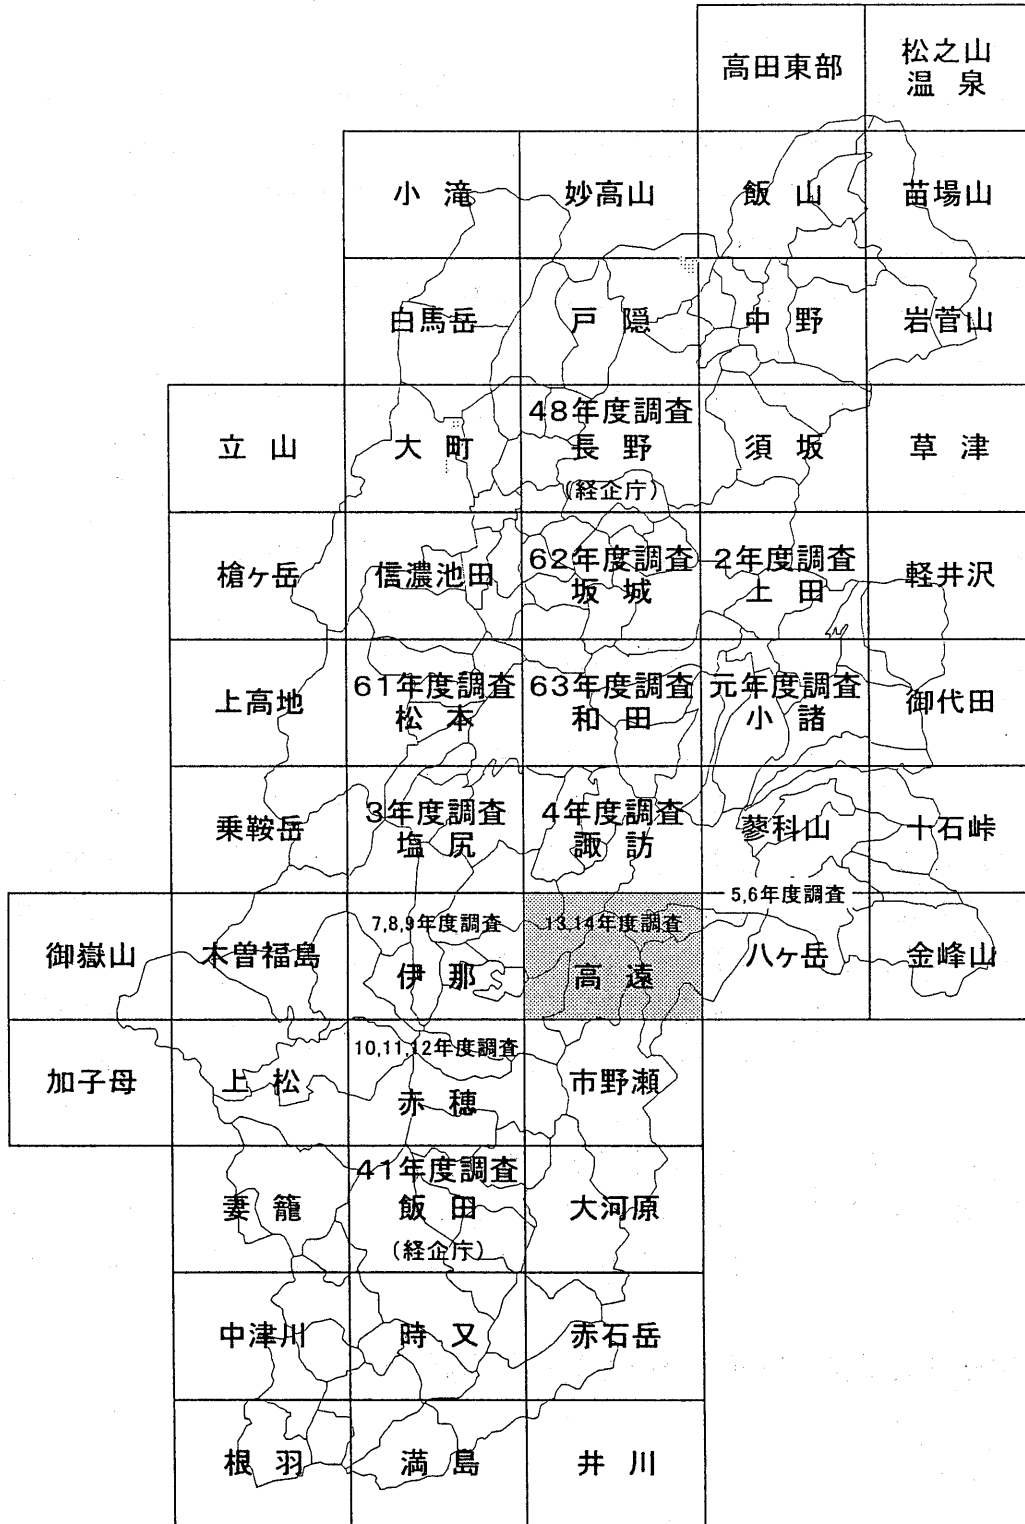 高田東部
松之山
温泉
小滝
妙高山
飯山
苗場山
白馬岳
戸隠
中野
岩菅山
立山
大町
48年度調査
長野
(経企庁)
須坂
草津
槍ヶ岳
信濃池田
62年度調査
坂城
2年度調査
上田
軽井沢
上高地
61年度調査
松本
63年度調査
和田
元年度調査
小諸
御代田
乗鞍岳
3年度調査
塩尻
4年度調査
諏訪
蓼科山
十石峠
5,6年度調査
御嶽山
木曽福島
7,8,9年度調査
伊那
13,14年度調査
高遠
八ヶ岳
金峰山
加子母
上松
10,11,12年度調査
赤穂
市野瀬
妻籠
41年度調査
飯田
(経企庁)
大河原
中津川
時又
赤石岳
根羽
満島
井川